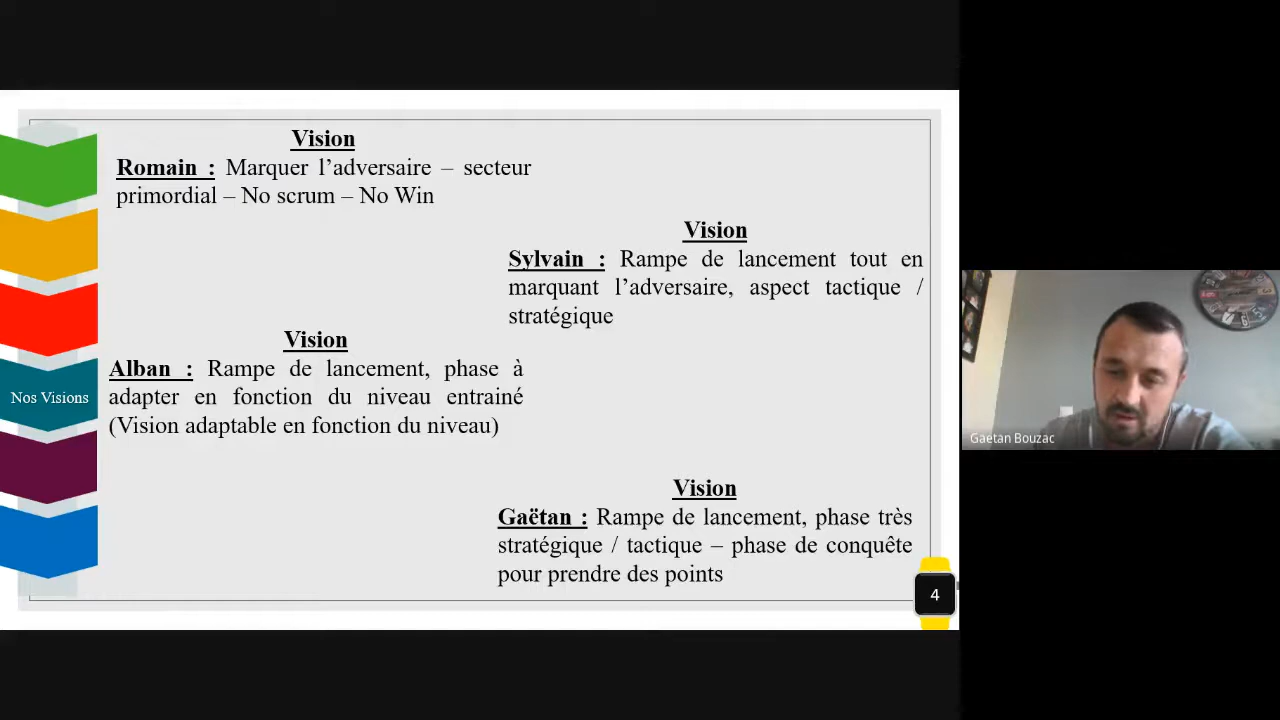 Vision
Romain : Marquer l’adversaire – secteur
primordial – No scrum – No Win
Vision
Sylvain : Rampe de lancement tout en
marquant l’adversaire, aspect tactique /
stratégique
Vision
Alban : Rampe de lancement, phase à
adapter en fonction du niveau entrainé
(Vision adaptable en fonction du niveau)
Nos Visions
Vision
Gaëtan : Rampe de lancement, phase très
stratégique / tactique – phase de conquête
pour prendre des points
4
Gaetan Bouzac